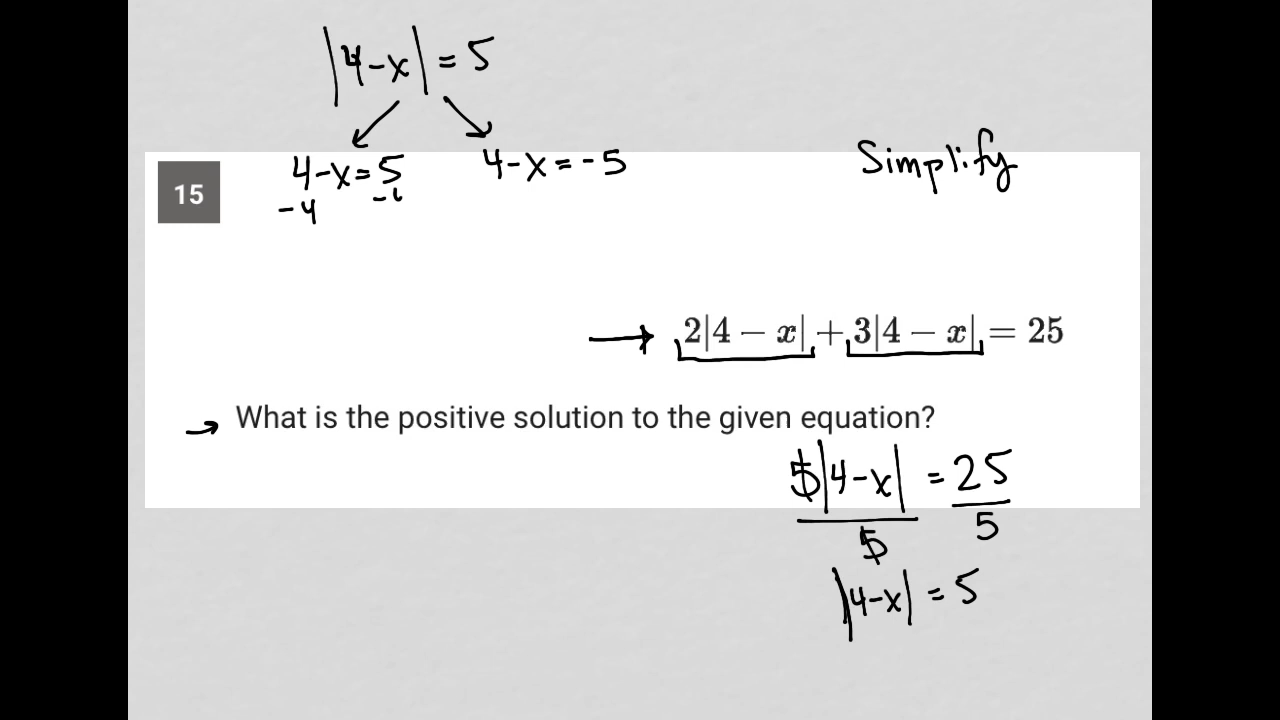 |4-x| = 5
4-x=5 4-x=-5
Simplify
15
-4
2|4 − x| + 3|4 − x| = 25
What is the positive solution to the given equation?
5|4-x| = 25
5 5
|4-x| = 5